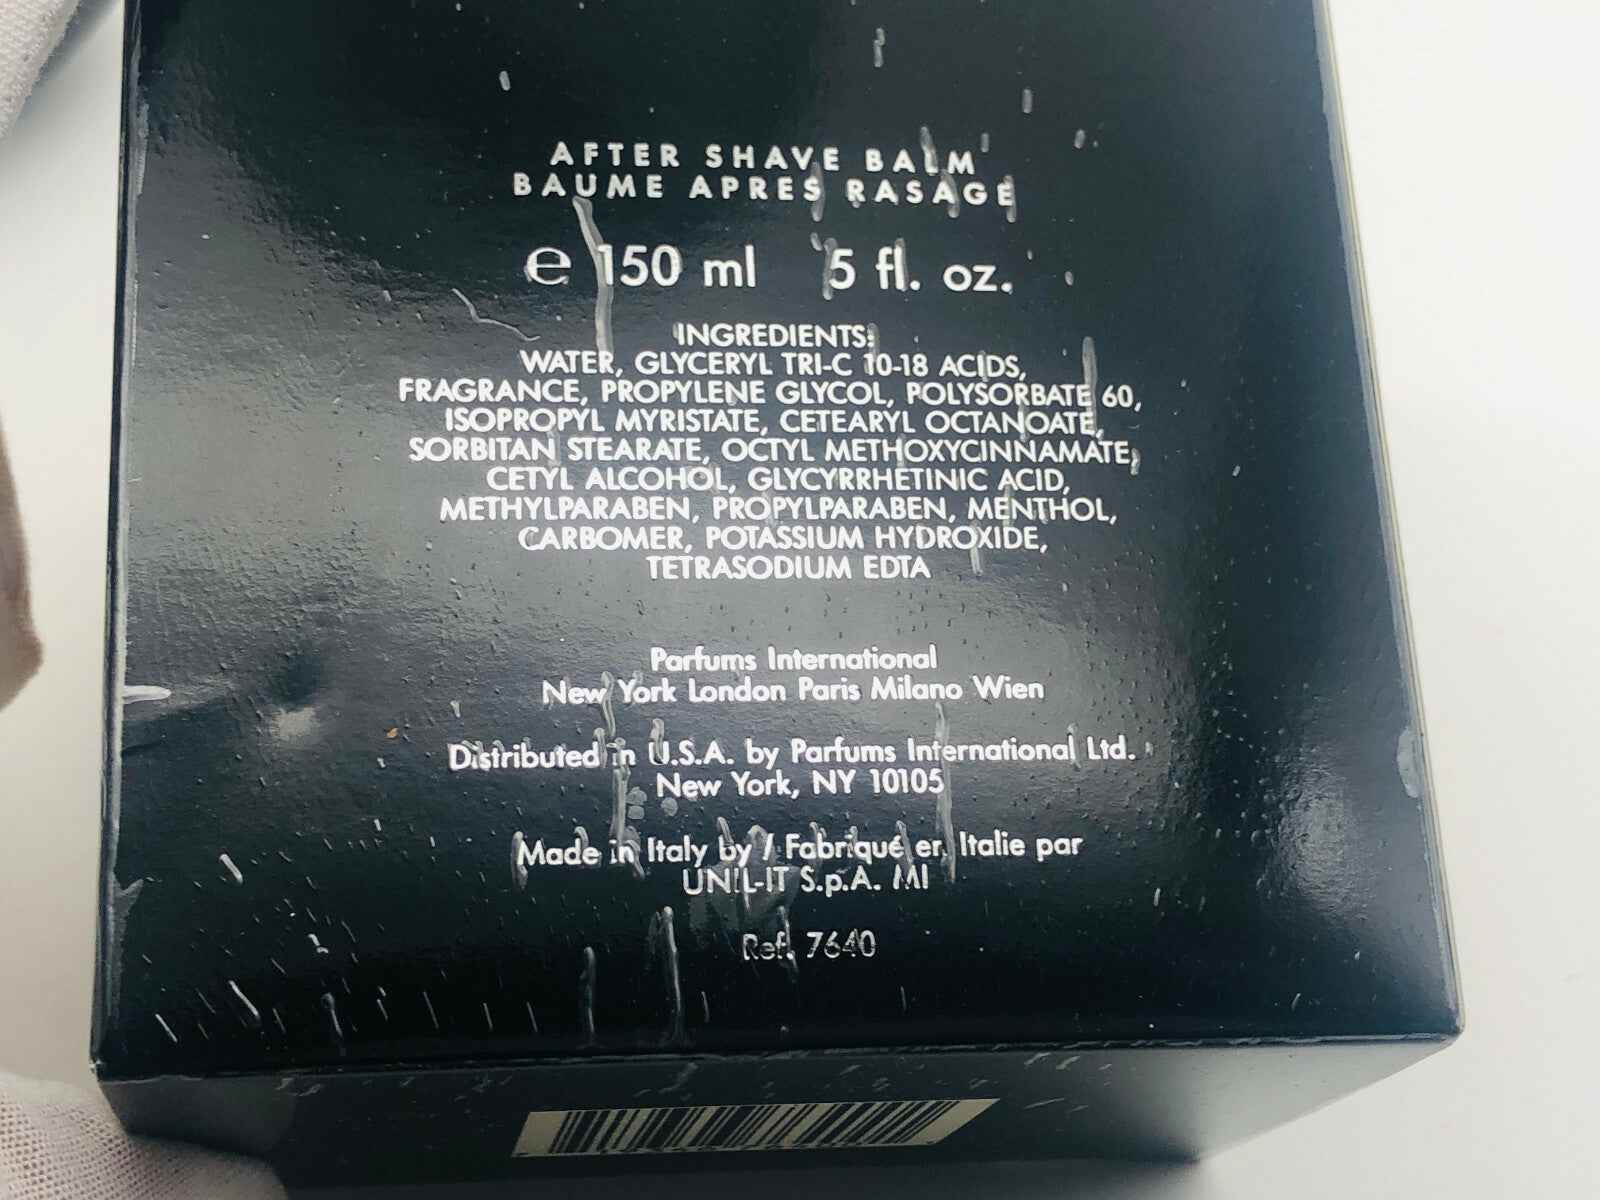 AFTER SHAVE BALM
BAUME APRES RASAGE
℮ 150 ml 5 fl. oz.
INGREDIENTS:
WATER, GLYCERYL TRI-C 10-18 ACIDS,
FRAGRANCE, PROPYLENE GLYCOL, POLYSORBATE 60,
ISOPROPYL MYRISTATE, CETEARYL OCTANOATE,
SORBITAN STEARATE, OCTYL METHOXYCINNAMATE,
CETYL ALCOHOL, GLYCYRRHETINIC ACID,
METHYLPARABEN, PROPYLPARABEN, MENTHOL,
CARBOMER, POTASSIUM HYDROXIDE,
TETRASODIUM EDTA
Parfums International
New York London Paris Milano Wien
Distributed in U.S.A. by Parfums International Ltd.
New York, NY 10105
Made in Italy by / Fabriqué en Italie par
UNIL-IT S.p.A. MI
Ref. 7640